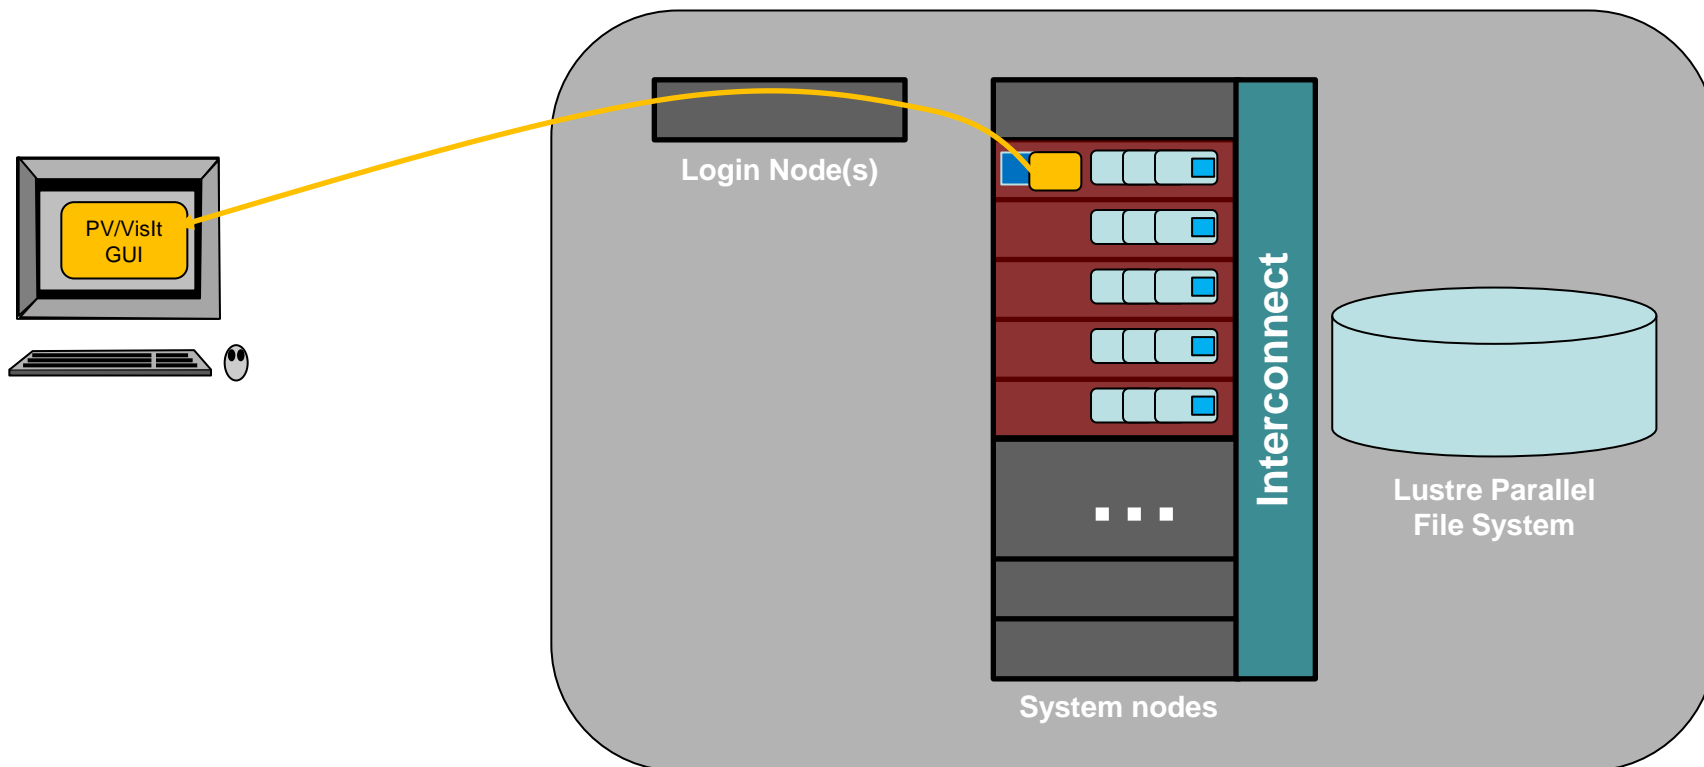 PV/VisIt
GUI
Login Node(s)
Interconnect
...
System nodes
Lustre Parallel
File System